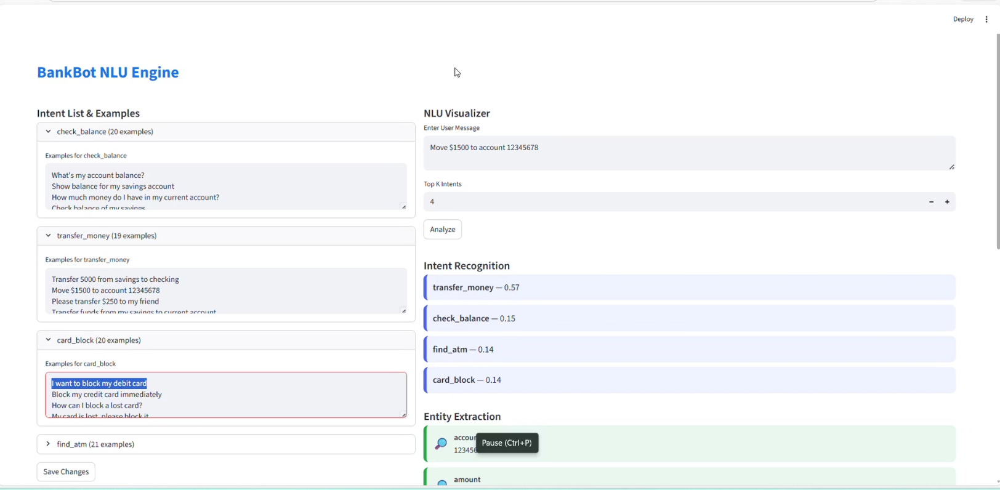 Deploy
BankBot NLU Engine
Intent List & Examples
check_balance (20 examples)
Examples for check_balance
What's my account balance?
Show balance for my savings account
How much money do I have in my current account?
Check balance of my savings
transfer_money (19 examples)
Examples for transfer_money
Transfer 5000 from savings to checking
Move $1500 to account 12345678
Please transfer $250 to my friend
Transfer funds from my savings to current account
card_block (20 examples)
Examples for card_block
I want to block my debit card
Block my credit card immediately
How can I block a lost card?
My card is lost, please block it
find_atm (21 examples)
Save Changes
NLU Visualizer
Enter User Message
Move $1500 to account 12345678
Top K Intents
4
Analyze
Intent Recognition
transfer_money — 0.57
check_balance — 0.15
find_atm — 0.14
card_block — 0.14
Entity Extraction
Pause (Ctrl+P)
amount